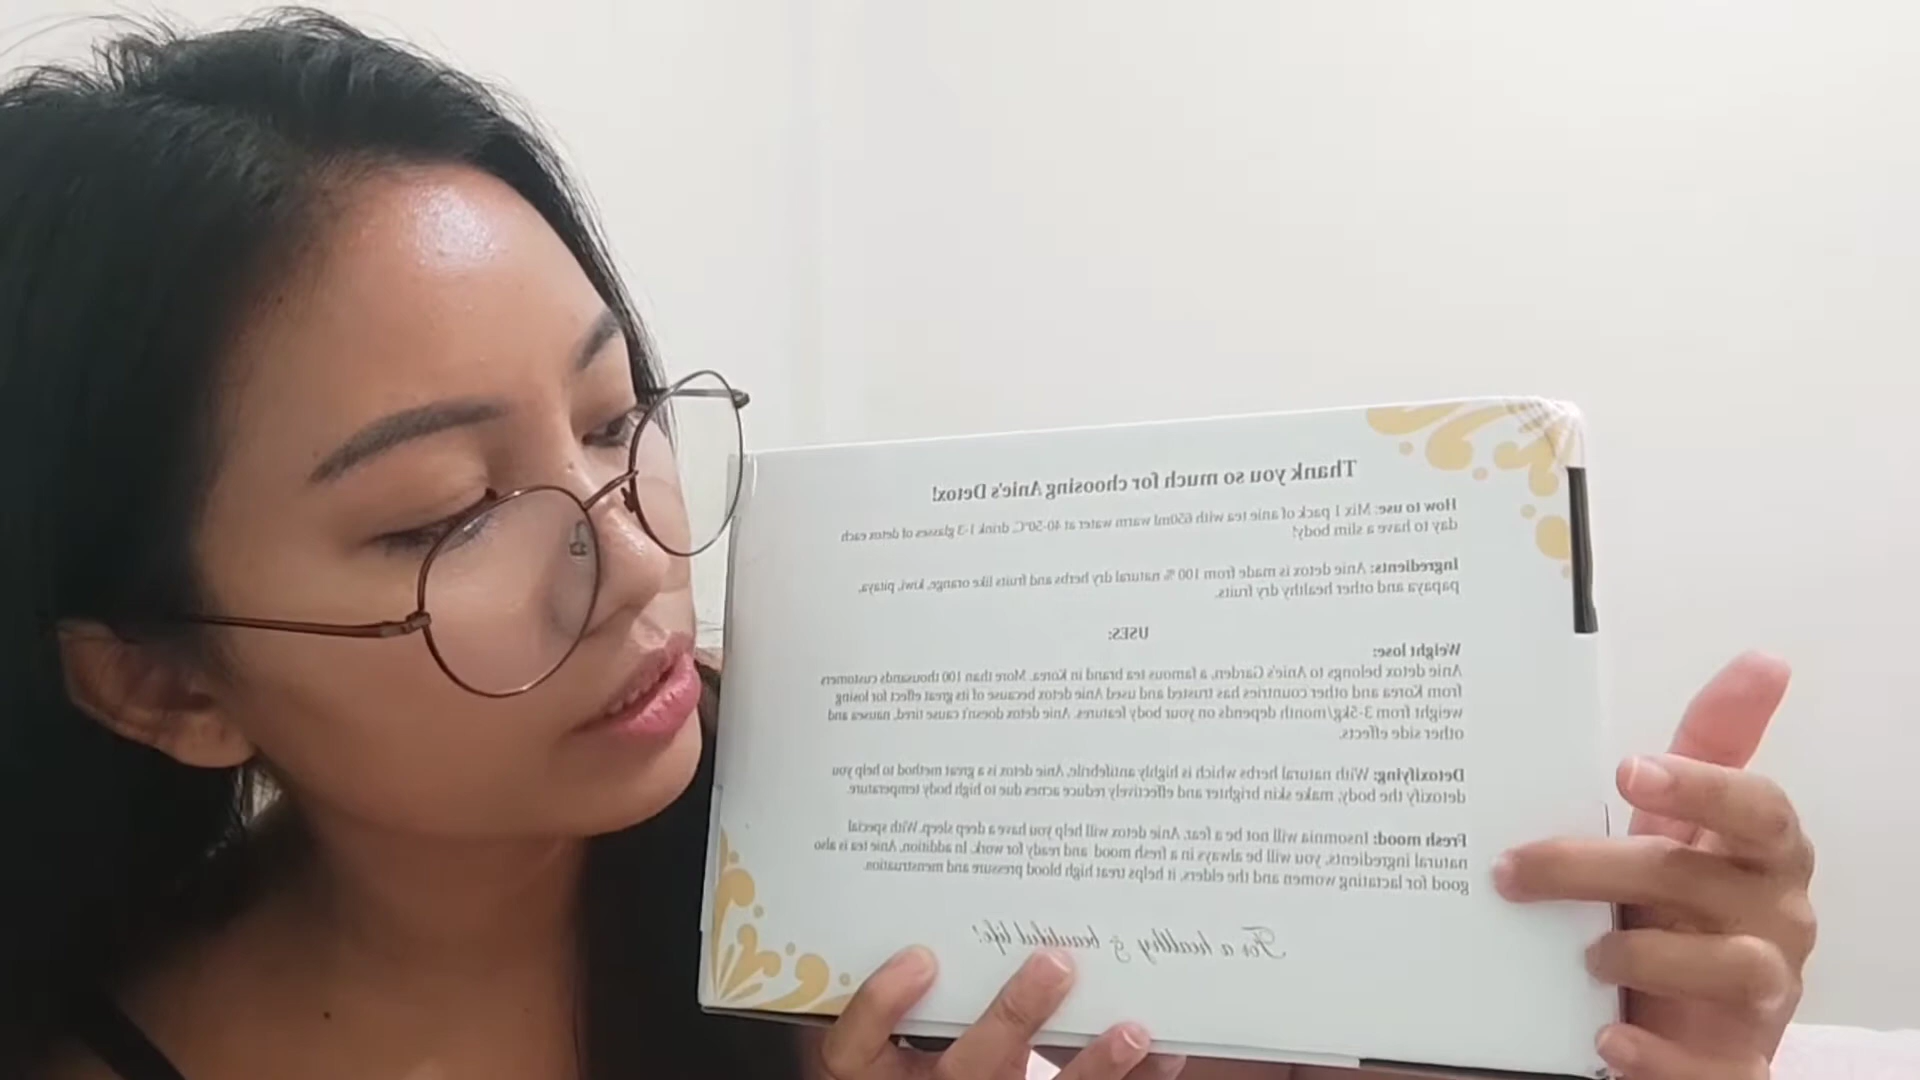 Thank you so much for choosing Anie's Detox!
How to use: Mix 1 pack of anie tea with 650ml warm water at 40-50°C, drink 1-3 glasses of detox each
day to have a slim body!
Ingredients: Anie detox is made from 100 % natural dry herbs and fruits like orange, kiwi, pitaya,
papaya and other healthy dry fruits.
USES:
Weight lose:
Anie detox belongs to Anie's Garden, a famous tea brand in Korea. More than 100 thousands customers
from Korea and other countries has trusted and used Anie detox because of its great effect for losing
weight from 3-5kg/month depends on your body features. Anie detox doesn't cause tired, nausea and
other side effects.
Detoxifying: With natural herbs which is highly antifebrile, Anie detox is a great method to help you
detoxify the body, make skin brighter and effectively reduce acnes due to high body temperature.
Fresh mood: Insomnia will not be a fear. Anie detox will help you have a deep sleep. With special
natural ingredients, you will be always in a fresh mood and ready for work. In addition, Anie tea is also
good for lactating women and the elders, it helps treat high blood pressure and menstruation.
For a healthy & beautiful life!